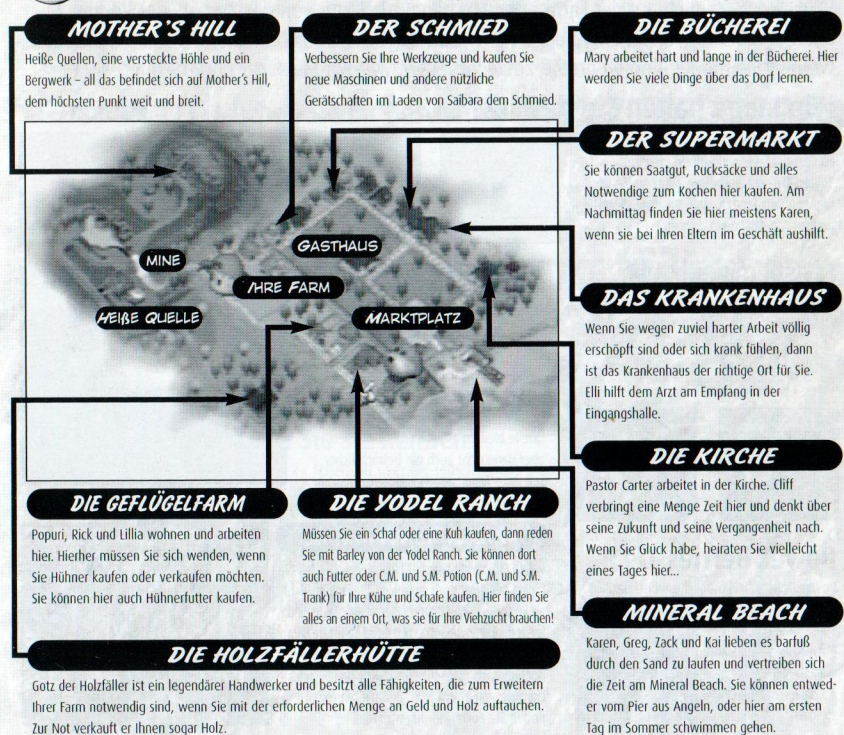 MOTHER'S HILL
Heiße Quellen, eine versteckte Höhle und ein
Bergwerk – all das befindet sich auf Mother's Hill,
dem höchsten Punkt weit und breit.
DER SCHMIED
Verbessern Sie Ihre Werkzeuge und kaufen Sie
neue Maschinen und andere nützliche
Gerätschaften im Laden von Saibara dem Schmied.
DIE BÜCHEREI
Mary arbeitet hart und lange in der Bücherei. Hier
werden Sie viele Dinge über das Dorf lernen.
DER SUPERMARKT
Sie können Saatgut, Rucksäcke und alles
Notwendige zum Kochen hier kaufen. Am
Nachmittag finden Sie hier meistens Karen,
wenn sie bei Ihren Eltern im Geschäft aushilft.
GASTHAUS
MINE
IHRE FARM
HEIßE QUELLE
MARKTPLATZ
DAS KRANKENHAUS
Wenn Sie wegen zuviel harter Arbeit völlig
erschöpft sind oder sich krank fühlen, dann
ist das Krankenhaus der richtige Ort für Sie.
Elli hilft dem Arzt am Empfang in der
Eingangshalle.
DIE KIRCHE
Pastor Carter arbeitet in der Kirche. Cliff
verbringt eine Menge Zeit hier und denkt über
seine Zukunft und seine Vergangenheit nach.
Wenn Sie Glück habe, heiraten Sie vielleicht
eines Tages hier...
DIE GEFLÜGELFARM
Popuri, Rick und Lillia wohnen und arbeiten
hier. Hierher müssen Sie sich wenden, wenn
Sie Hühner kaufen oder verkaufen möchten.
Sie können hier auch Hühnerfutter kaufen.
DIE YODEL RANCH
Müssen Sie ein Schaf oder eine Kuh kaufen, dann reden
Sie mit Barley von der Yodel Ranch. Sie können dort
auch Futter oder C.M. und S.M. Potion (C.M. und S.M.
Trank) für Ihre Kühe und Schafe kaufen. Hier finden Sie
alles an einem Ort, was sie für Ihre Viehzucht brauchen!
MINERAL BEACH
Karen, Greg, Zack und Kai lieben es barfuß
durch den Sand zu laufen und vertreiben sich
die Zeit am Mineral Beach. Sie können entwed-
er vom Pier aus Angeln, oder hier am ersten
Tag im Sommer schwimmen gehen.
DIE HOLZFÄLLERHÜTTE
Gotz der Holzfäller ist ein legendärer Handwerker und besitzt alle Fähigkeiten, die zum Erweitern
Ihrer Farm notwendig sind, wenn Sie mit der erforderlichen Menge an Geld und Holz auftauchen.
Zur Not verkauft er Ihnen sogar Holz.